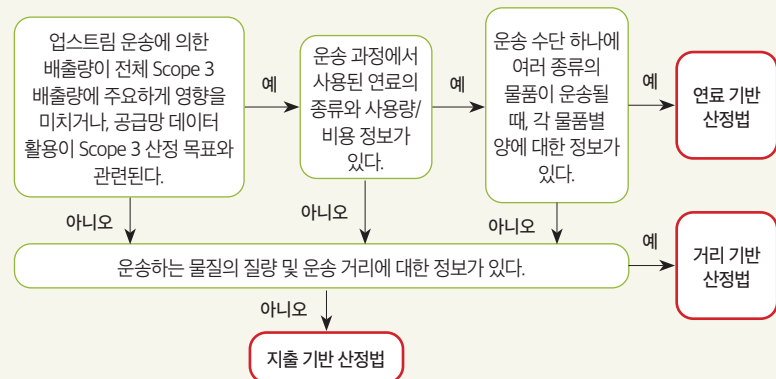 업스트림 운송에 의한
배출량이 전체 Scope 3
배출량에 주요하게 영향을
미치거나, 공급망 데이터
활용이 Scope 3 산정 목표와
관련된다.
예
운송 과정에서
사용된 연료의
종류와 사용량/
비용 정보가
있다.
예
운송 수단 하나에
여러 종류의
물품이 운송될
때, 각 물품별
양에 대한 정보가
있다.
예
연료 기반
산정법
아니오
아니오
아니오
운송하는 물질의 질량 및 운송 거리에 대한 정보가 있다.
예
거리 기반
산정법
아니오
지출 기반 산정법